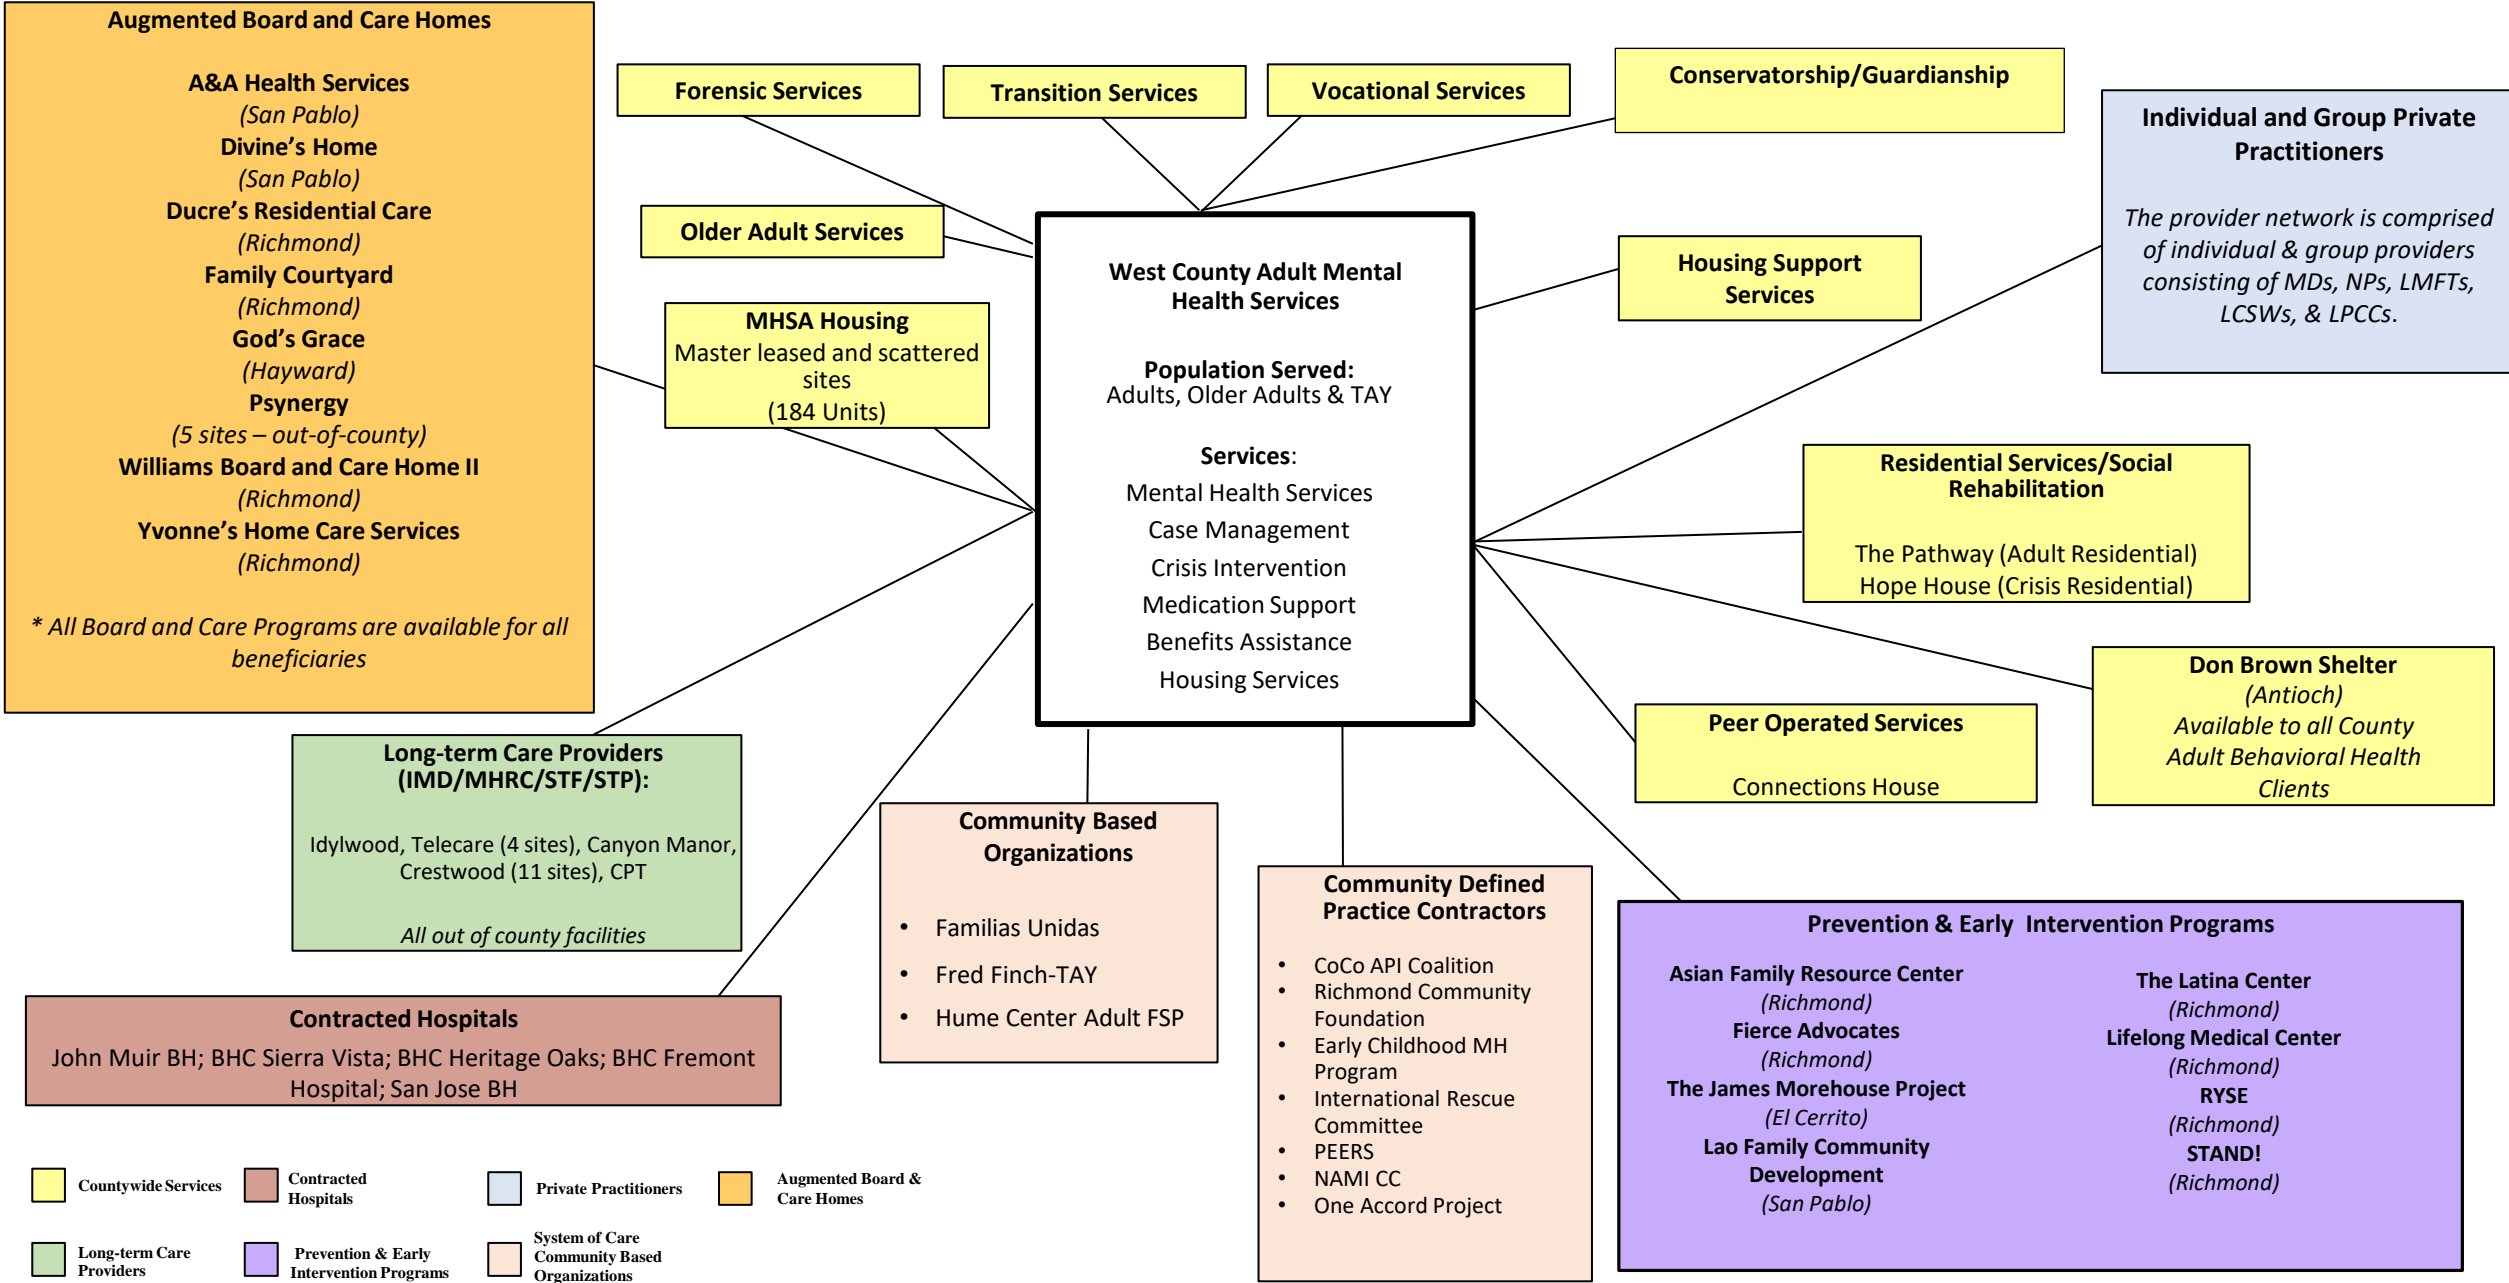 Augmented Board and Care Homes
A&A Health Services
(San Pablo)
Divine's Home
(San Pablo)
Ducre's Residential Care
(Richmond)
Family Courtyard
(Richmond)
God's Grace
(Hayward)
Psynergy
(5 sites – out-of-county)
Williams Board and Care Home II
(Richmond)
Yvonne's Home Care Services
(Richmond)
* All Board and Care Programs are available for all
beneficiaries
Forensic Services
Transition Services
Vocational Services
Conservatorship/Guardianship
Individual and Group Private
Practitioners
The provider network is comprised
of individual & group providers
consisting of MDs, NPs, LMFTs,
LCSWs, & LPCCs.
Older Adult Services
MHSA Housing
Master leased and scattered
sites
(184 Units)
West County Adult Mental
Health Services
Population Served:
Adults, Older Adults & TAY
Services:
Mental Health Services
Case Management
Crisis Intervention
Medication Support
Benefits Assistance
Housing Services
Housing Support
Services
Residential Services/Social
Rehabilitation
The Pathway (Adult Residential)
Hope House (Crisis Residential)
Don Brown Shelter
(Antioch)
Available to all County
Adult Behavioral Health
Clients
Peer Operated Services
Connections House
Long-term Care Providers
(IMD/MHRC/STF/STP):
Idylwood, Telecare (4 sites), Canyon Manor,
Crestwood (11 sites), CPT
All out of county facilities
Contracted Hospitals
John Muir BH; BHC Sierra Vista; BHC Heritage Oaks; BHC Fremont
Hospital; San Jose BH
Community Based
Organizations
• Familias Unidas
• Fred Finch-TAY
• Hume Center Adult FSP
Community Defined
Practice Contractors
• CoCo API Coalition
• Richmond Community
Foundation
• Early Childhood MH
Program
• International Rescue
Committee
• PEERS
• NAMI CC
• One Accord Project
Prevention & Early Intervention Programs
Asian Family Resource Center
(Richmond)
Fierce Advocates
(Richmond)
The James Morehouse Project
(El Cerrito)
Lao Family Community
Development
(San Pablo)
The Latina Center
(Richmond)
Lifelong Medical Center
(Richmond)
RYSE
(Richmond)
STAND!
(Richmond)
Countywide Services
Contracted
Hospitals
Private Practitioners
Augmented Board &
Care Homes
Long-term Care
Providers
Prevention & Early
Intervention Programs
System of Care
Community Based
Organizations